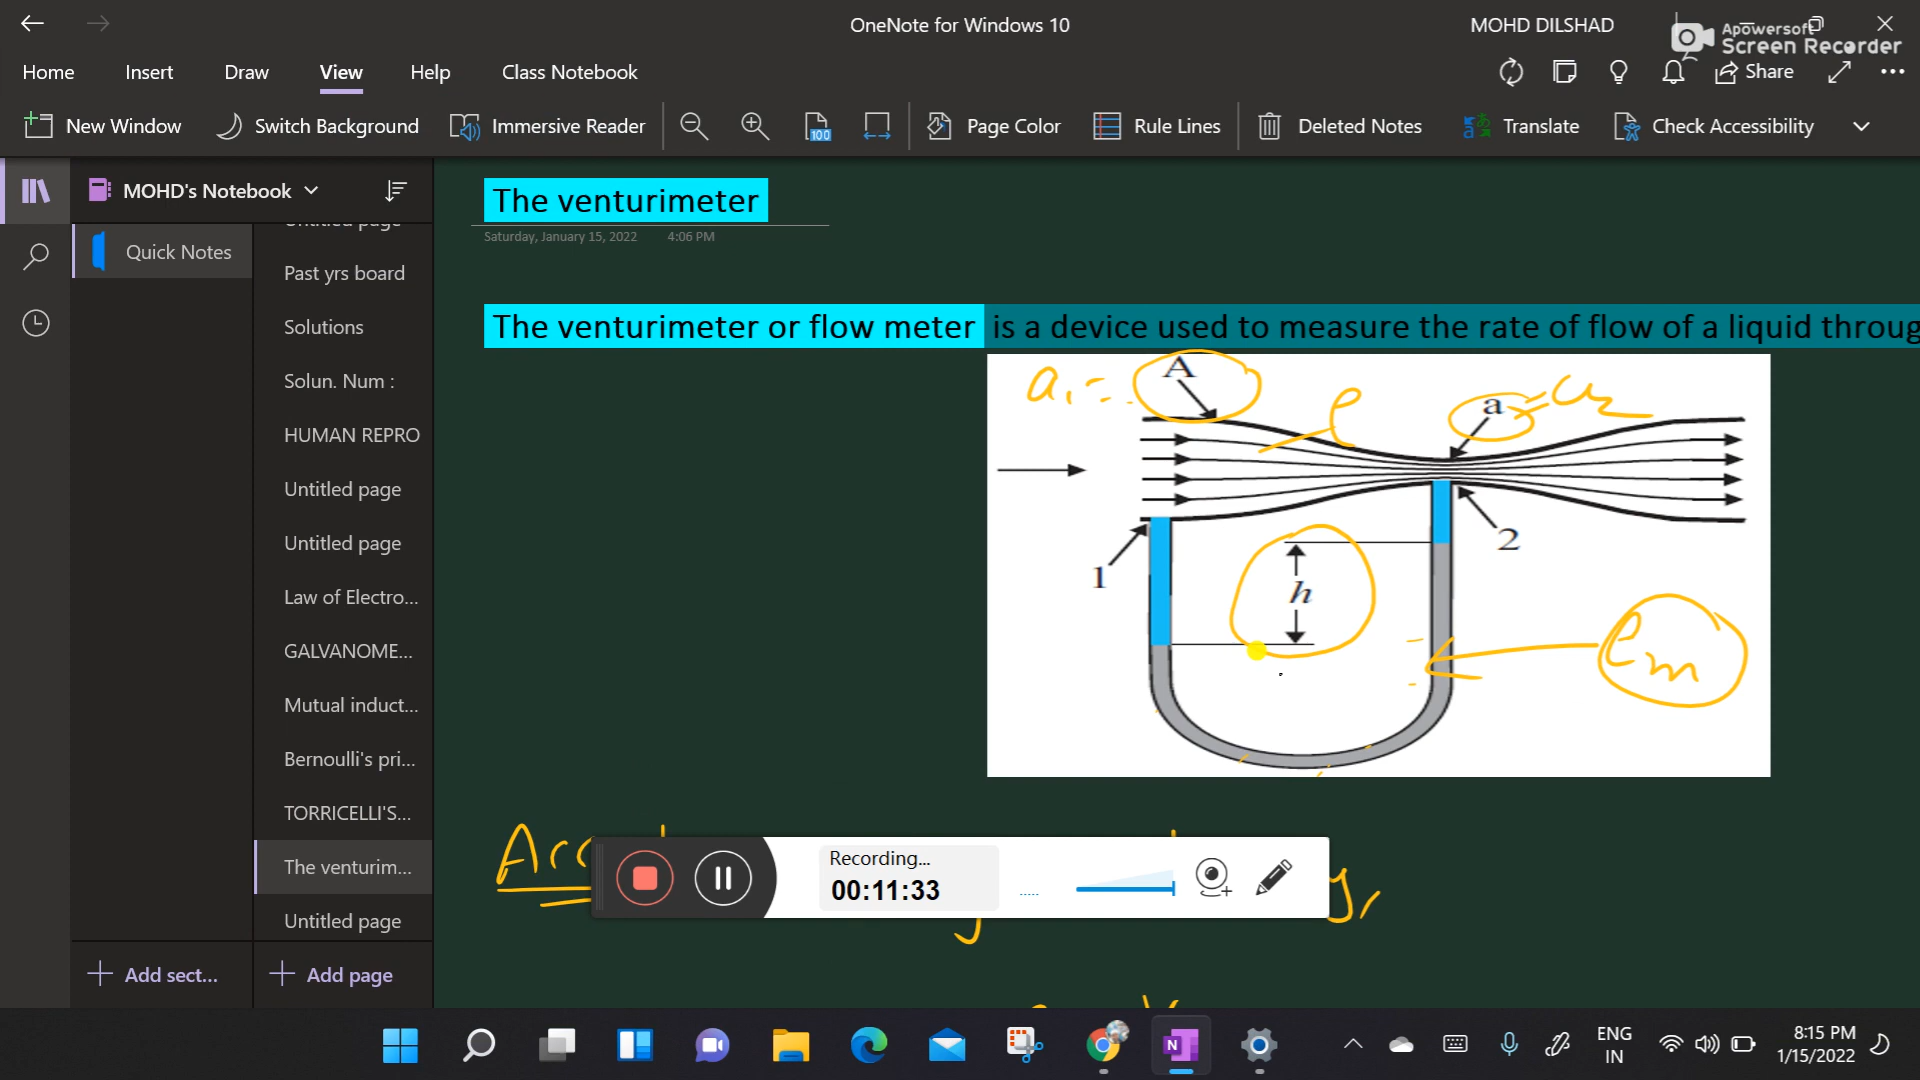 OneNote for Windows 10
MOHD DILSHAD
Apowersoft
Screen Recorder
Home Insert Draw View Help Class Notebook
Share
New Window Switch Background Immersive Reader 100 Page Color Rule Lines Deleted Notes Translate Check Accessibility
MOHD's Notebook
Quick Notes
Past yrs board
Solutions
Solun. Num :
HUMAN REPRO
Untitled page
Untitled page
Law of Electro...
GALVANOME...
Mutual induct...
Bernoulli's pri...
TORRICELLI'S...
The venturim...
Untitled page
Add sect...
Add page
The venturimeter
Saturday, January 15, 2022 4:06 PM
The venturimeter or flow meter is a device used to measure the rate of flow of a liquid throug
a₁ = A
ρ
a = a₂
1
2
h
ρm
Recording...
00:11:33
ENG
IN
8:15 PM
1/15/2022